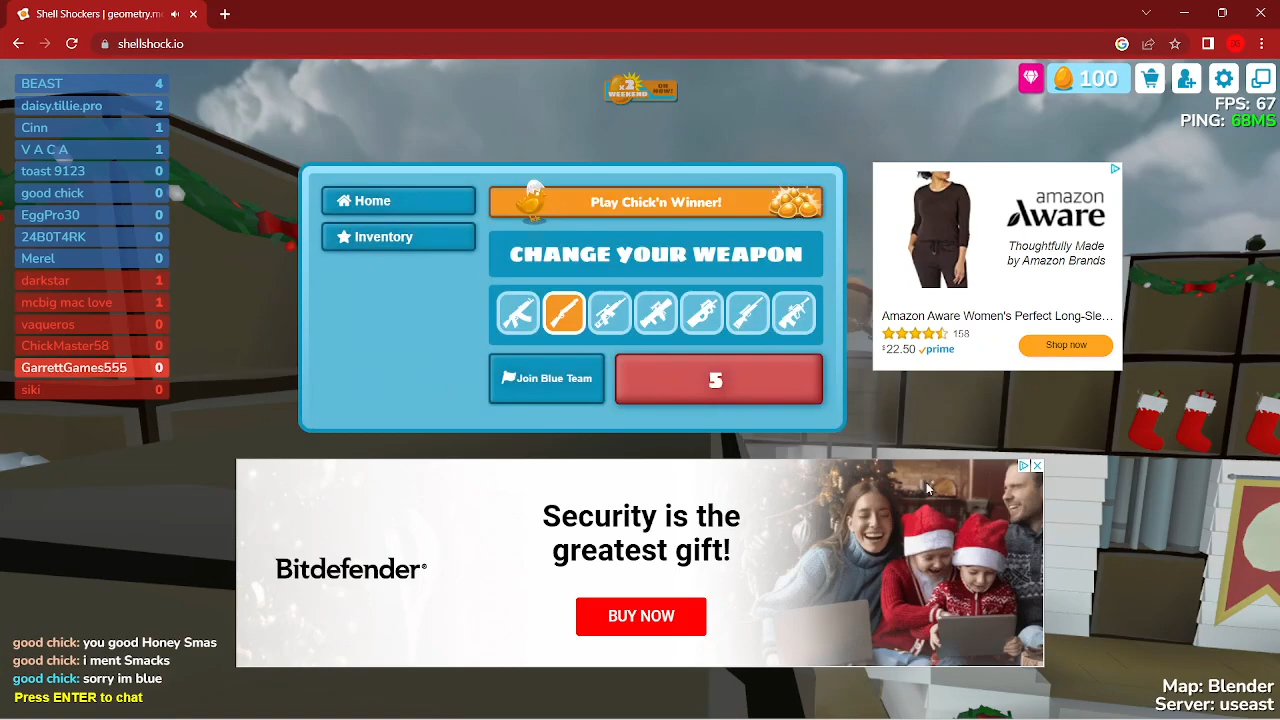 Shell Shockers | geometry.mo
shellshock.io
BEAST 4
daisy.tillie.pro 2
Cinn 1
V A C A 1
toast 9123 0
good chick 0
EggPro30 0
24B0T4RK 0
Merel 0
darkstar 1
mcbig mac love 1
vaqueros 0
ChickMaster58 0
GarrettGames555 0
siki 0
x2
WEEKEND
ON NOW!
100
FPS: 67
PING: 68MS
Home
Inventory
Play Chick'n Winner!
CHANGE YOUR WEAPON
Join Blue Team
5
amazon
Aware
Thoughtfully Made
by Amazon Brands
Amazon Aware Women's Perfect Long-Sle...
158
$22.50 prime
Shop now
Bitdefender®
Security is the
greatest gift!
BUY NOW
good chick: you good Honey Smas
good chick: i ment Smacks
good chick: sorry im blue
Press ENTER to chat
Map: Blender
Server: useast